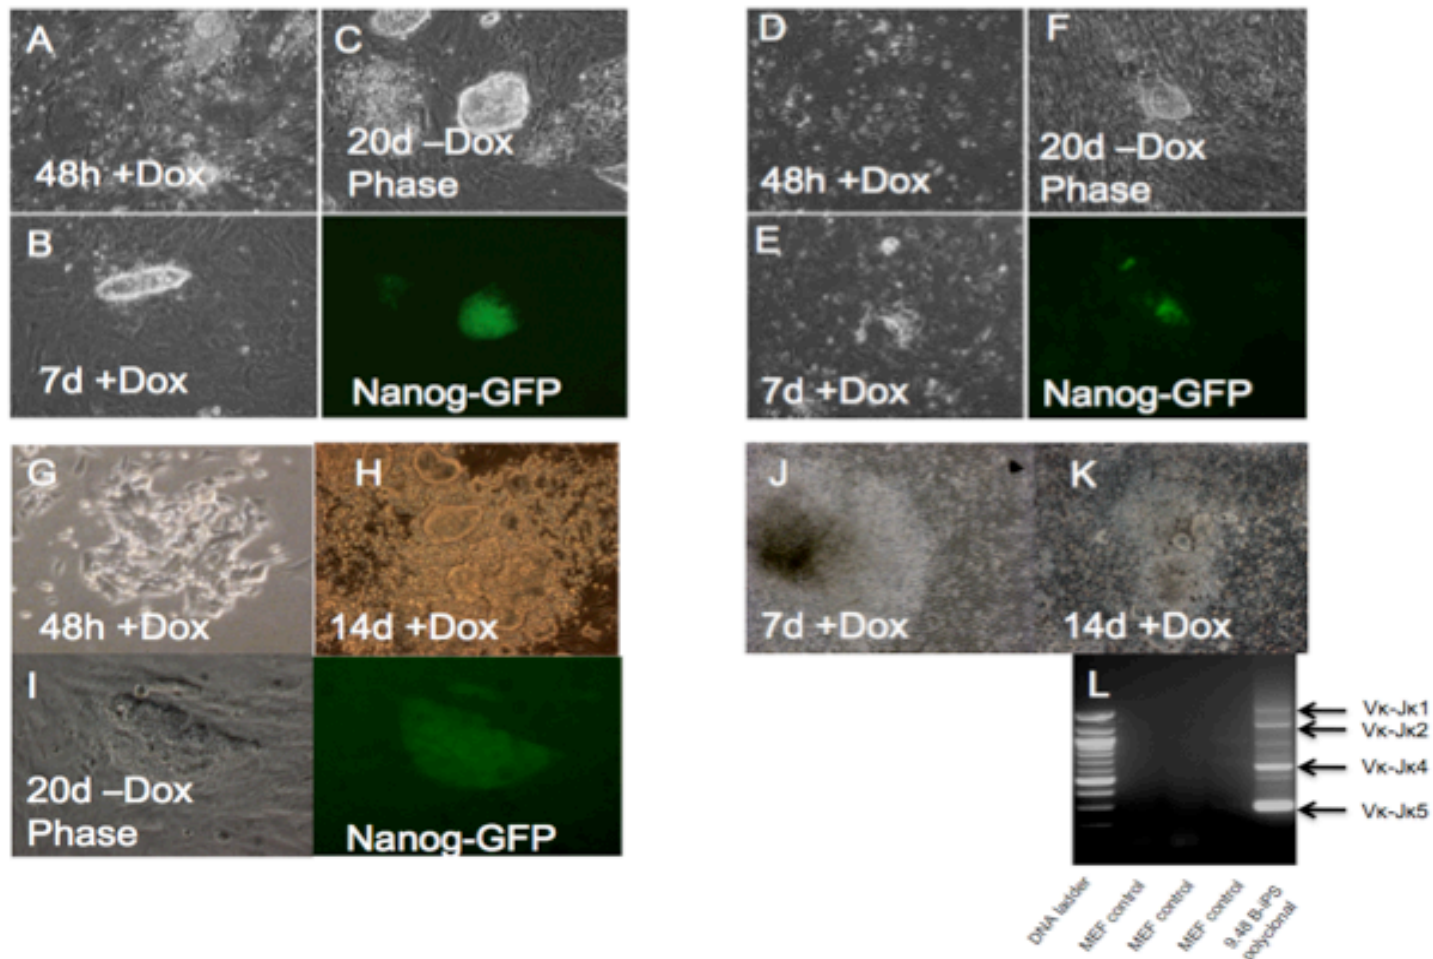 A
48h +Dox
C
20d –Dox
Phase
B
7d +Dox
Nanog-GFP
D
48h +Dox
F
20d –Dox
Phase
E
7d +Dox
Nanog-GFP
G
48h +Dox
H
14d +Dox
I
20d –Dox
Phase
Nanog-GFP
J
7d +Dox
K
14d +Dox
L
Vκ-Jκ1
Vκ-Jκ2
Vκ-Jκ4
Vκ-Jκ5
DNA ladder
MEF control
MEF control
MEF control
9.48 B-iPS
polyclonal